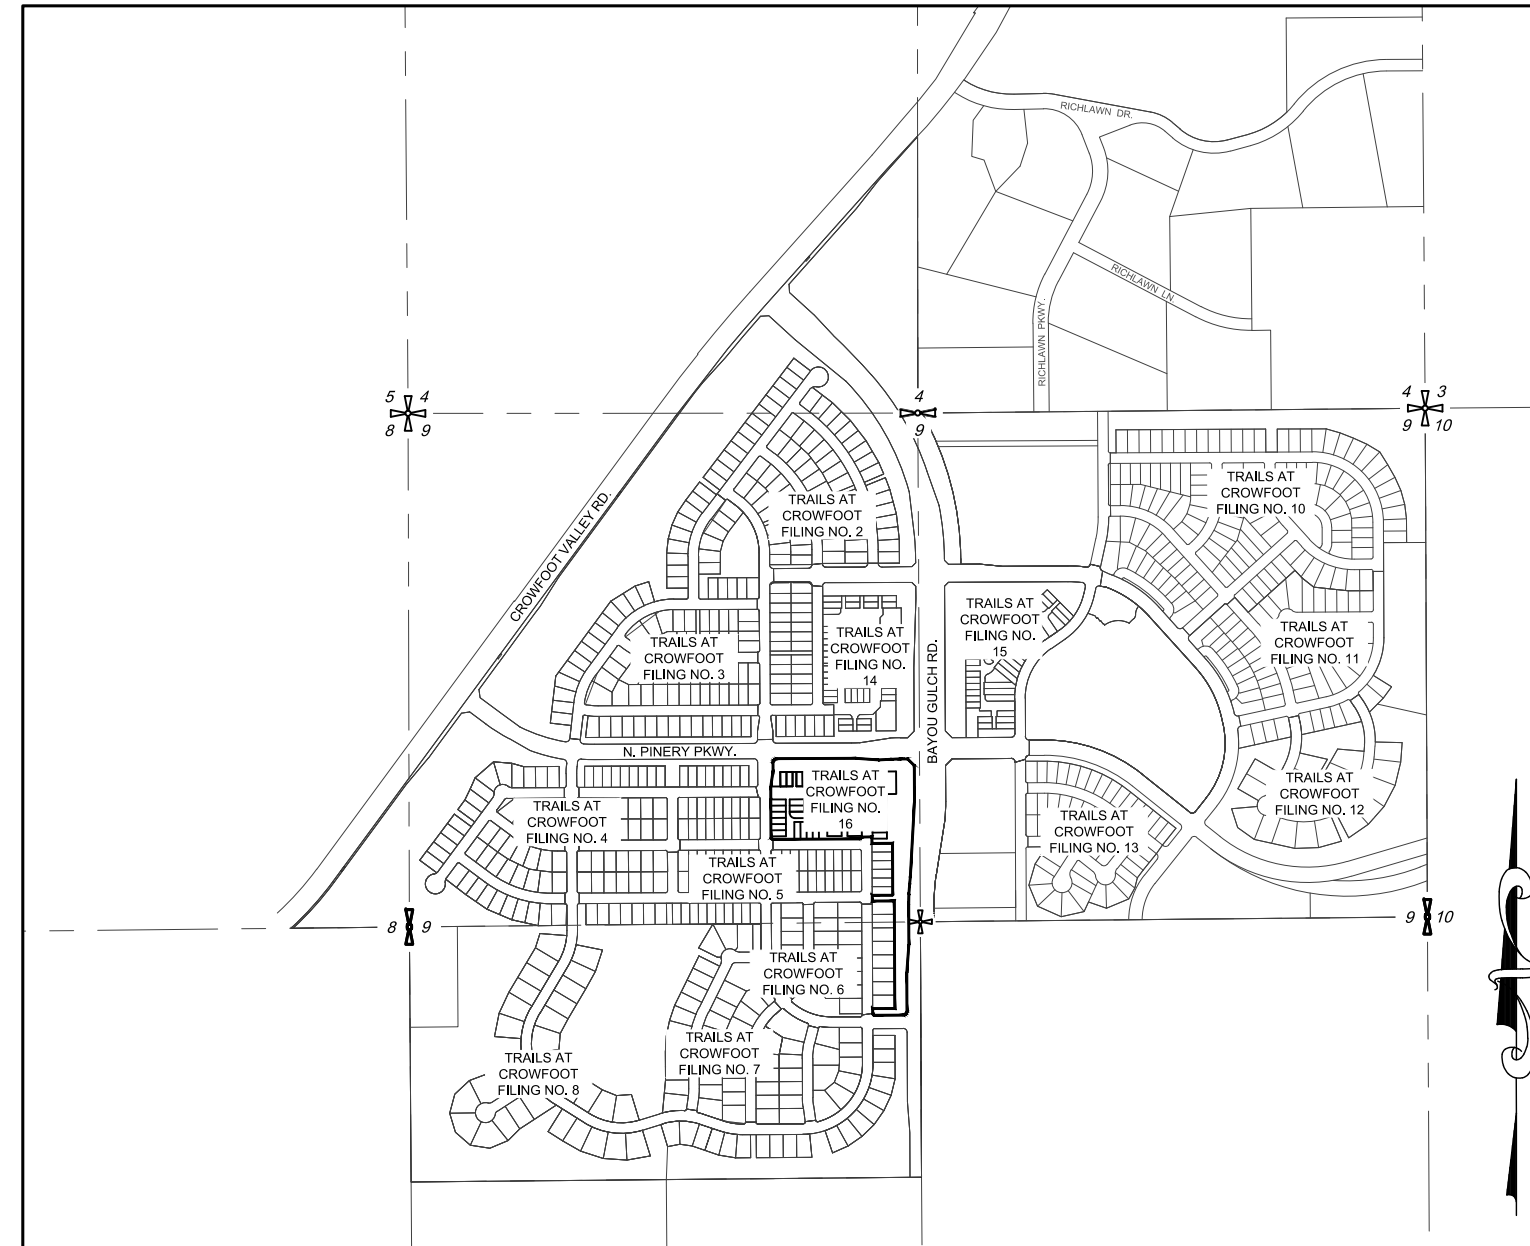 RICHLAWN DR.
RICHLAWN LN
RICHLAWN PKWY.
5 4
8 9
4
9
4 3
9 10
CROWFOOT VALLEY RD.
TRAILS AT
CROWFOOT
FILING NO. 2
TRAILS AT
CROWFOOT
FILING NO. 10
TRAILS AT
CROWFOOT
FILING NO. 3
TRAILS AT
CROWFOOT
FILING NO.
14
BAYOU GULCH RD.
TRAILS AT
CROWFOOT
FILING NO.
15
TRAILS AT
CROWFOOT
FILING NO. 11
N. PINERY PKWY.
TRAILS AT
CROWFOOT
FILING NO. 4
TRAILS AT
CROWFOOT
FILING NO.
16
TRAILS AT
CROWFOOT
FILING NO. 12
TRAILS AT
CROWFOOT
FILING NO. 13
TRAILS AT
CROWFOOT
FILING NO. 5
8 9
9 10
TRAILS AT
CROWFOOT
FILING NO. 6
TRAILS AT
CROWFOOT
FILING NO. 7
TRAILS AT
CROWFOOT
FILING NO. 8